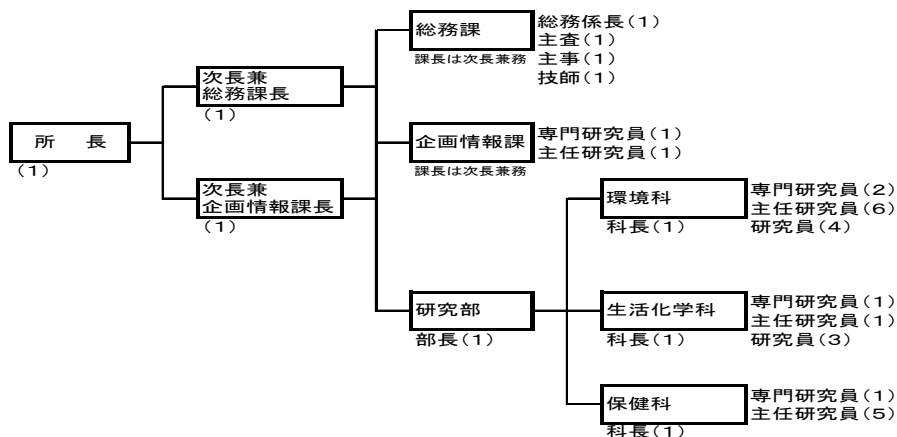 所　長
(1)
次長兼
総務課長
(1)
次長兼
企画情報課長
(1)
総務課
課長は次長兼務
総務係長(1)
主査(1)
主事(1)
技師(1)
企画情報課
課長は次長兼務
専門研究員(1)
主任研究員(1)
研究部
部長(1)
環境科
科長(1)
専門研究員(2)
主任研究員(6)
研究員(4)
生活化学科
科長(1)
専門研究員(1)
主任研究員(1)
研究員(3)
保健科
科長(1)
専門研究員(1)
主任研究員(5)